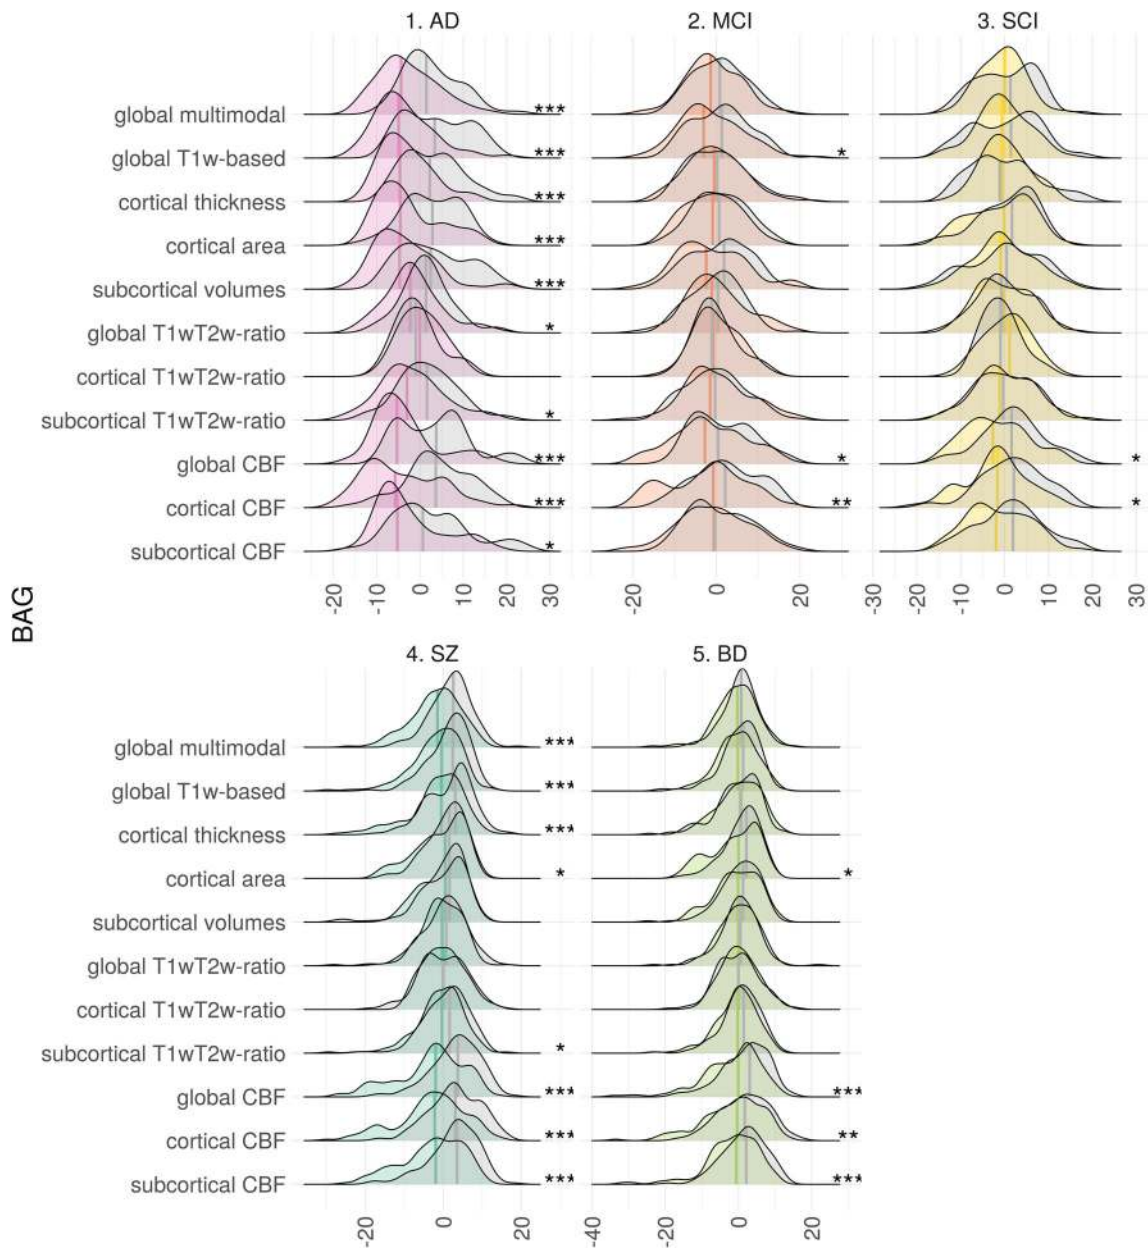 1. AD 2. MCI 3. SCI
global multimodal ***
global T1w-based *** *
cortical thickness ***
cortical area ***
subcortical volumes ***
global T1wT2w-ratio *
cortical T1wT2w-ratio
subcortical T1wT2w-ratio *
global CBF *** * *
cortical CBF *** ** *
subcortical CBF *
-20 -10 0 10 20 30 -20 0 20 -30 -20 -10 0 10 20 30
BAG
4. SZ 5. BD
global multimodal ***
global T1w-based ***
cortical thickness ***
cortical area * *
subcortical volumes
global T1wT2w-ratio
cortical T1wT2w-ratio
subcortical T1wT2w-ratio *
global CBF *** ***
cortical CBF *** **
subcortical CBF *** ***
-20 0 -40 -20 0 20